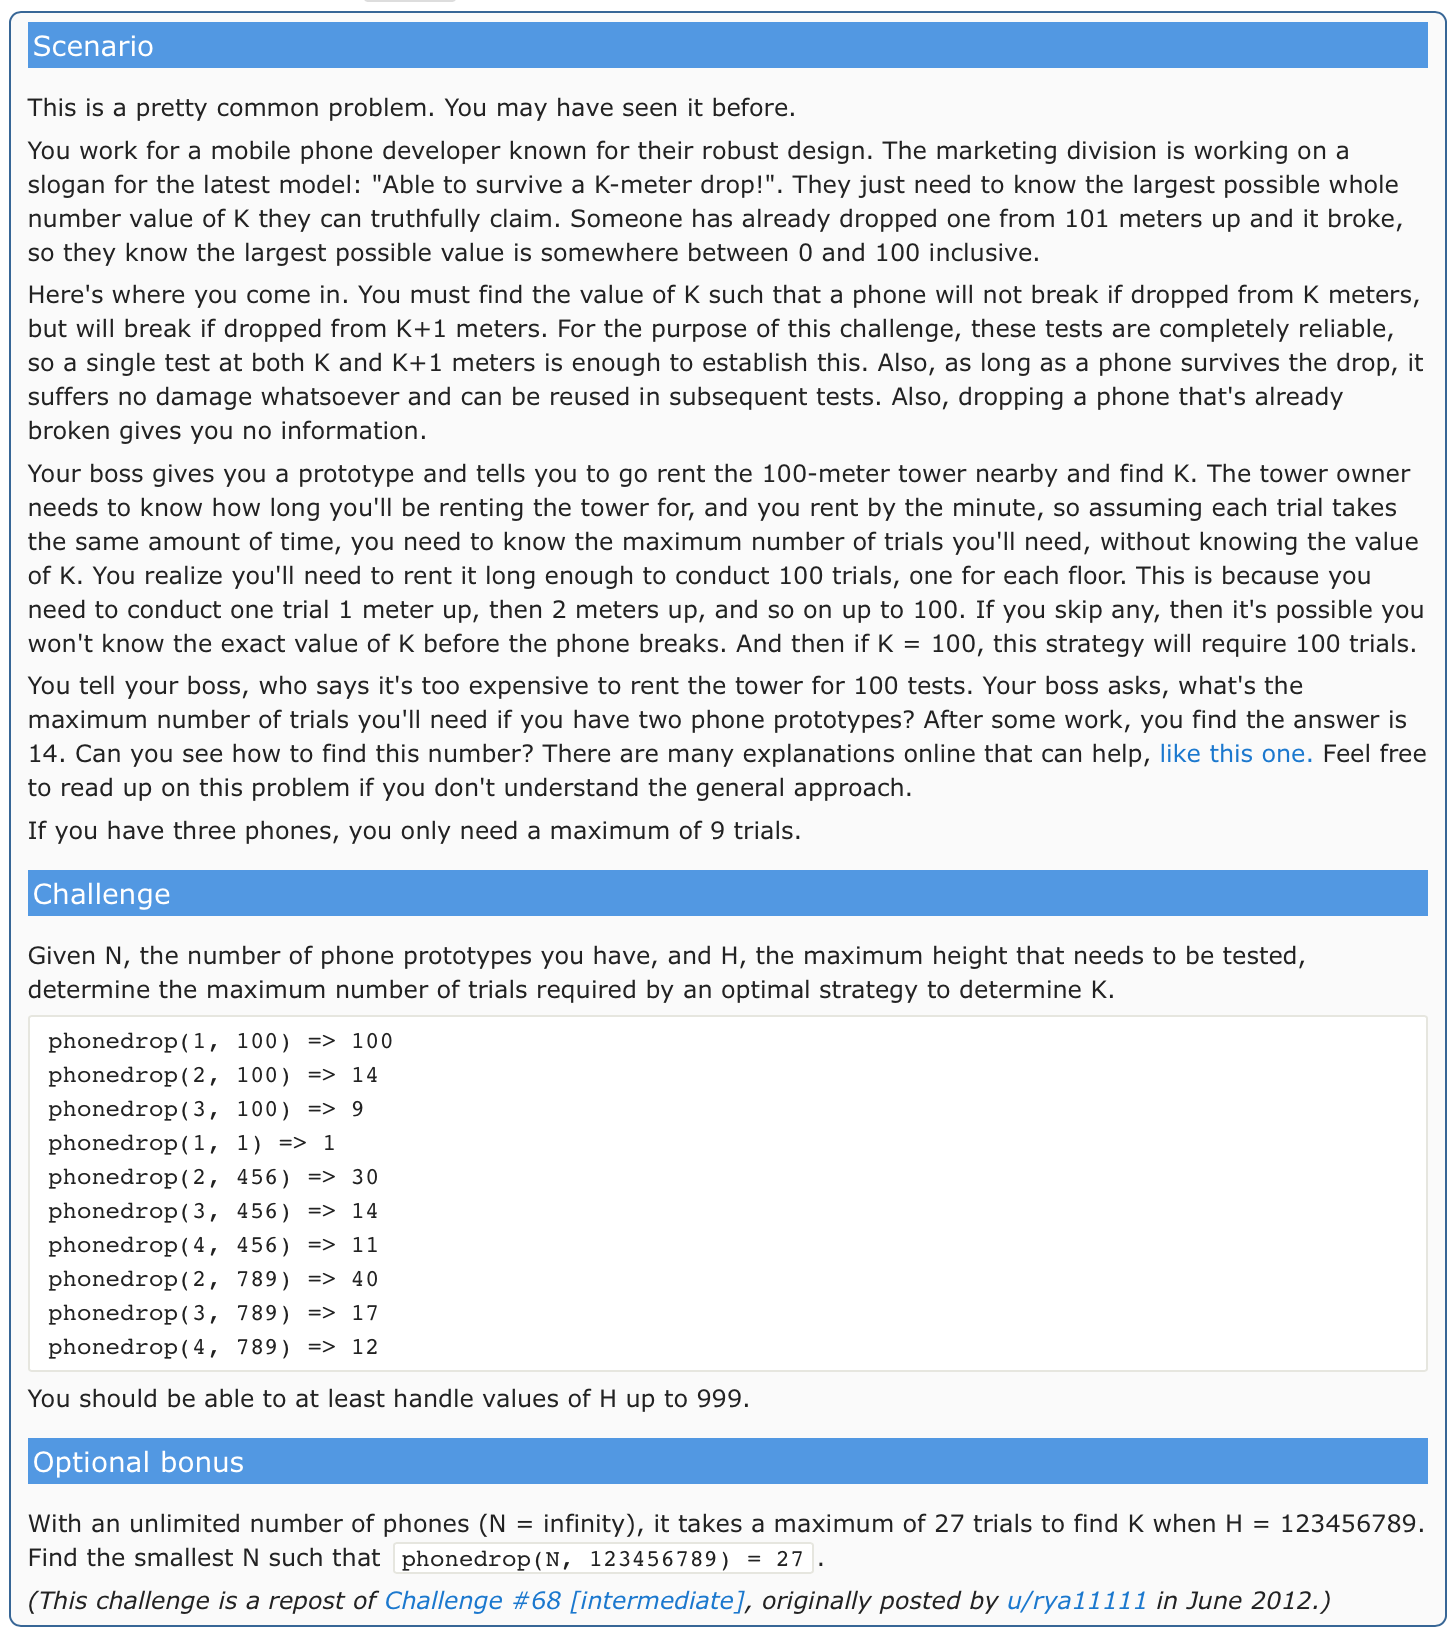 Scenario
This is a pretty common problem. You may have seen it before.
You work for a mobile phone developer known for their robust design. The marketing division is working on a
slogan for the latest model: "Able to survive a K-meter drop!". They just need to know the largest possible whole
number value of K they can truthfully claim. Someone has already dropped one from 101 meters up and it broke,
so they know the largest possible value is somewhere between 0 and 100 inclusive.
Here's where you come in. You must find the value of K such that a phone will not break if dropped from K meters,
but will break if dropped from K+1 meters. For the purpose of this challenge, these tests are completely reliable,
so a single test at both K and K+1 meters is enough to establish this. Also, as long as a phone survives the drop, it
suffers no damage whatsoever and can be reused in subsequent tests. Also, dropping a phone that's already
broken gives you no information.
Your boss gives you a prototype and tells you to go rent the 100-meter tower nearby and find K. The tower owner
needs to know how long you'll be renting the tower for, and you rent by the minute, so assuming each trial takes
the same amount of time, you need to know the maximum number of trials you'll need, without knowing the value
of K. You realize you'll need to rent it long enough to conduct 100 trials, one for each floor. This is because you
need to conduct one trial 1 meter up, then 2 meters up, and so on up to 100. If you skip any, then it's possible you
won't know the exact value of K before the phone breaks. And then if K = 100, this strategy will require 100 trials.
You tell your boss, who says it's too expensive to rent the tower for 100 tests. Your boss asks, what's the
maximum number of trials you'll need if you have two phone prototypes? After some work, you find the answer is
14. Can you see how to find this number? There are many explanations online that can help, like this one. Feel free
to read up on this problem if you don't understand the general approach.
If you have three phones, you only need a maximum of 9 trials.
Challenge
Given N, the number of phone prototypes you have, and H, the maximum height that needs to be tested,
determine the maximum number of trials required by an optimal strategy to determine K.
phonedrop(1, 100) => 100
phonedrop(2, 100) => 14
phonedrop(3, 100) => 9
phonedrop(1, 1) => 1
phonedrop(2, 456) => 30
phonedrop(3, 456) => 14
phonedrop(4, 456) => 11
phonedrop(2, 789) => 40
phonedrop(3, 789) => 17
phonedrop(4, 789) => 12
You should be able to at least handle values of H up to 999.
Optional bonus
With an unlimited number of phones (N = infinity), it takes a maximum of 27 trials to find K when H = 123456789.
Find the smallest N such that phonedrop(N, 123456789) = 27 .
(This challenge is a repost of Challenge #68 [intermediate], originally posted by u/rya11111 in June 2012.)